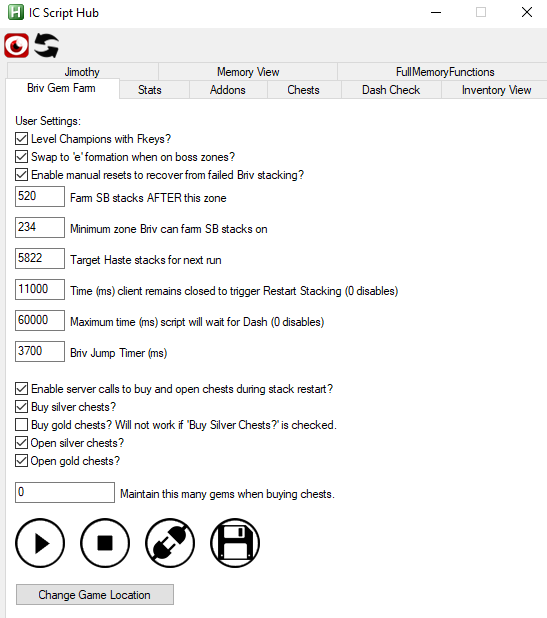 IC Script Hub
Jimothy
Memory View
FullMemoryFunctions
Briv Gem Farm
Stats
Addons
Chests
Dash Check
Inventory View
User Settings:
Level Champions with Fkeys?
Swap to 'e' formation when on boss zones?
Enable manual resets to recover from failed Briv stacking?
520 Farm SB stacks AFTER this zone
234 Minimum zone Briv can farm SB stacks on
5822 Target Haste stacks for next run
11000 Time (ms) client remains closed to trigger Restart Stacking (0 disables)
60000 Maximum time (ms) script will wait for Dash (0 disables)
3700 Briv Jump Timer (ms)
Enable server calls to buy and open chests during stack restart?
Buy silver chests?
Buy gold chests? Will not work if 'Buy Silver Chests?' is checked.
Open silver chests?
Open gold chests?
0 Maintain this many gems when buying chests.
Change Game Location